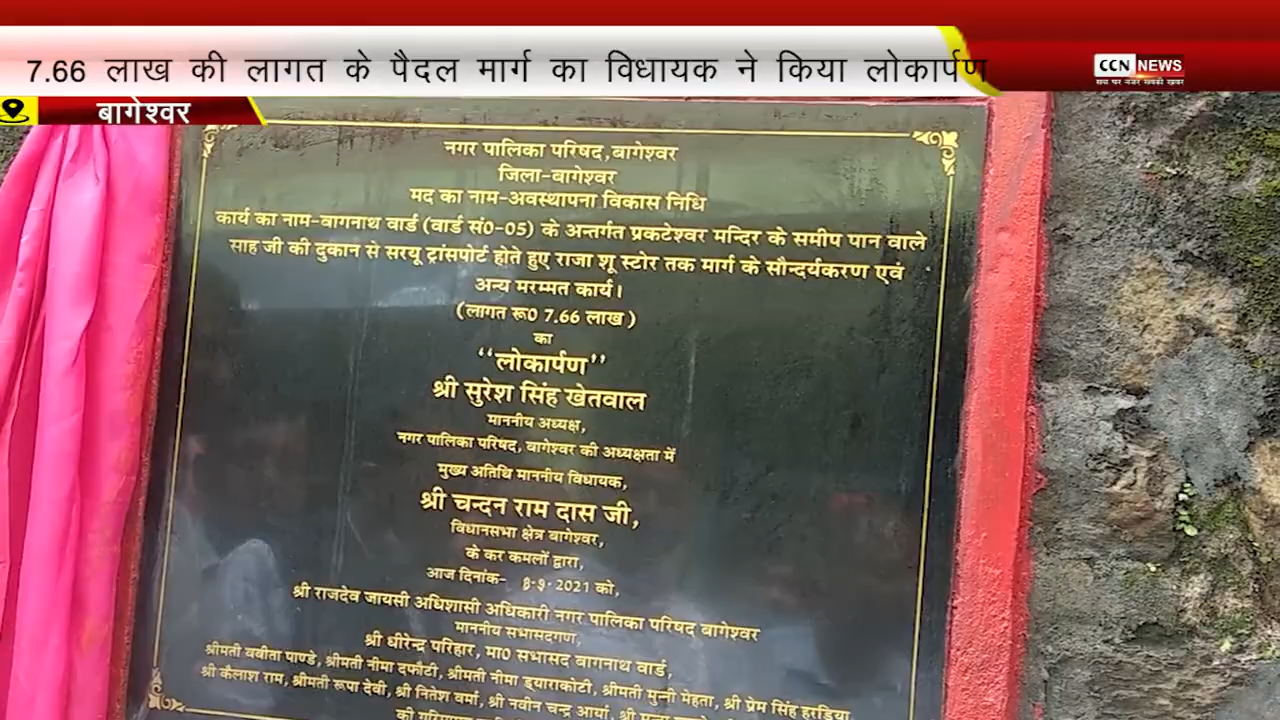 7.66 लाख की लागत के पैदल मार्ग का विधायक ने किया लोकार्पण
CCN NEWS
बागेश्वर
नगर पालिका परिषद,बागेश्वर
जिला-बागेश्वर
मद का नाम-अवस्थापना विकास निधि
कार्य का नाम-वागनाथ वार्ड (वार्ड सं0-05) के अन्तर्गत प्रकटेश्वर मन्दिर के समीप पान वाले
साह जी की दुकान से सरयू ट्रांसपोर्ट होते हुए राजा शू स्टोर तक मार्ग के सौन्दर्यकरण एवं
अन्य मरम्मत कार्य।
(लागत रू0 7.66 लाख)
का
“लोकार्पण”
श्री सुरेश सिंह खेतवाल
माननीय अध्यक्ष,
नगर पालिका परिषद, बागेश्वर की अध्यक्षता में
मुख्य अतिथि माननीय विधायक,
श्री चन्दन राम दास जी,
विधानसभा क्षेत्र बागेश्वर,
के कर कमलों द्वारा,
आज दिनांक- 2021 को,
श्री राजदेव जायसी अधिशासी अधिकारी नगर पालिका परिषद बागेश्वर
माननीय सभासदगण,
श्री धीरेन्द्र परिहार, मा0 सभासद बागनाथ वार्ड,
श्रीमती ववीता पाण्डे, श्रीमती नीमा दफौटी, श्रीमती नीमा ड्याराकोटी, श्रीमती मुन्नी मेहता, श्री प्रेम सिंह हरड़िया,
श्री कैलाश राम, श्रीमती रूपा देवी, श्री नितेश वर्मा, श्री नवीन चन्द्र आर्या, श्री
की